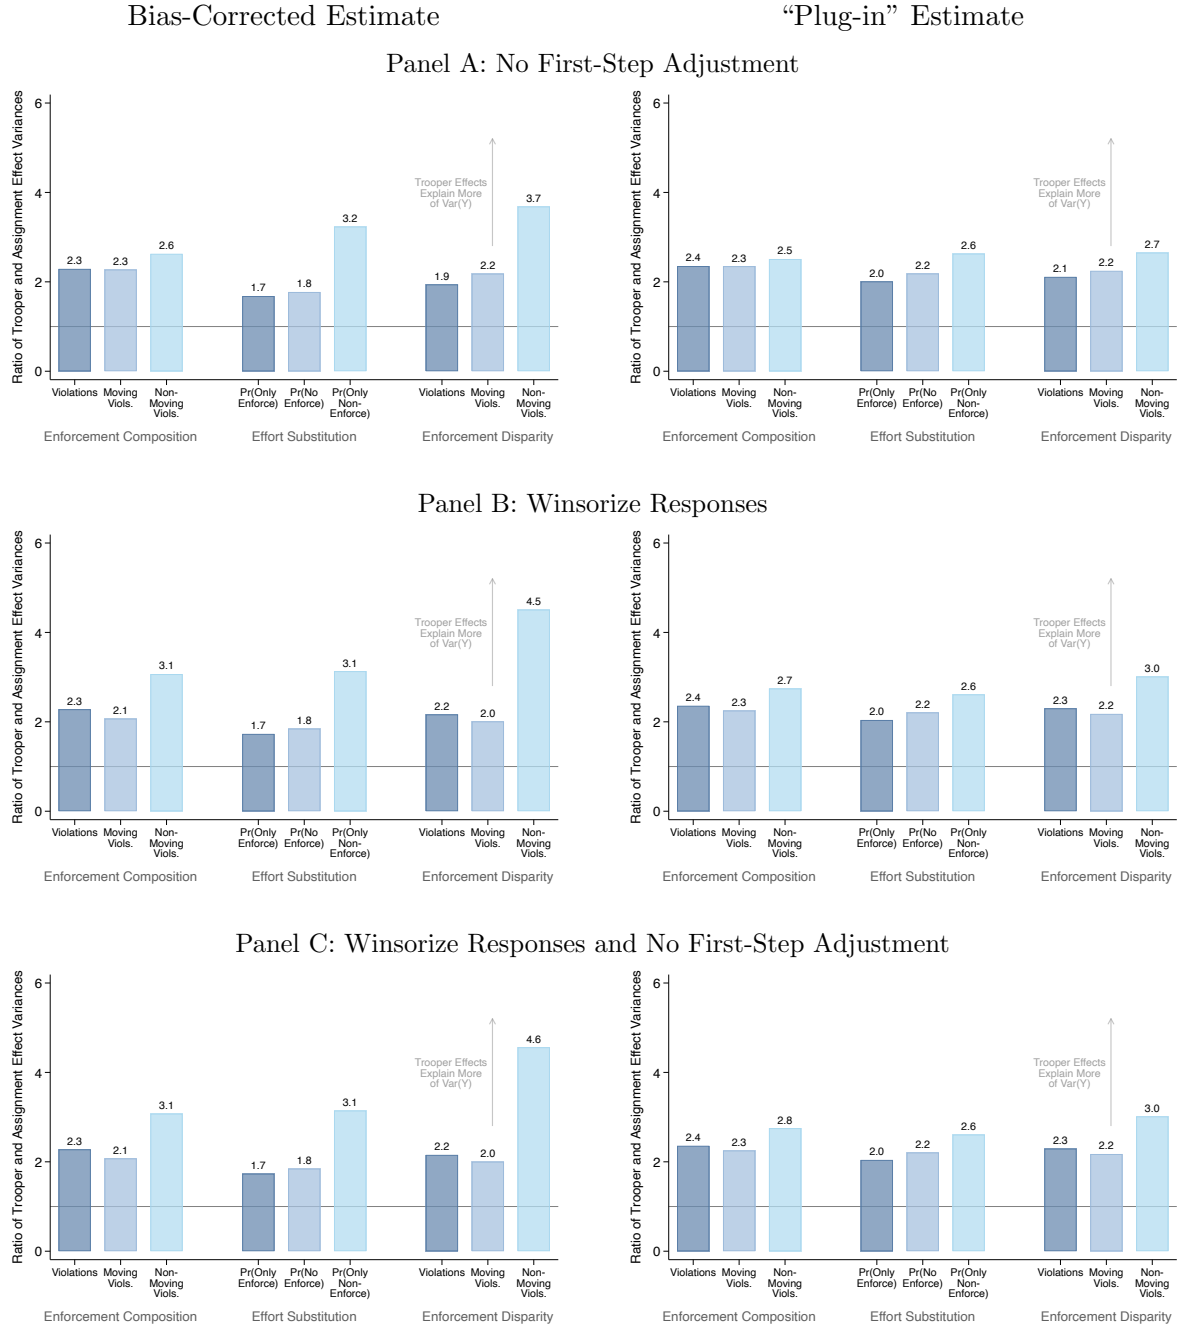 Bias-Corrected Estimate
“Plug-in” Estimate
Panel A: No First-Step Adjustment
Ratio of Trooper and Assignment Effect Variances
6
4
2
0
2.3
2.3
2.6
1.7
1.8
3.2
1.9
2.2
3.7
Trooper Effects
Explain More
of Var(Y)
Violations
Moving
Viols.
Non-
Moving
Viols.
Pr(Only
Enforce)
Pr(No
Enforce)
Pr(Only
Non-
Enforce)
Violations
Moving
Viols.
Non-
Moving
Viols.
Enforcement Composition
Effort Substitution
Enforcement Disparity
Ratio of Trooper and Assignment Effect Variances
6
4
2
0
2.4
2.3
2.5
2.0
2.2
2.6
2.1
2.2
2.7
Trooper Effects
Explain More
of Var(Y)
Violations
Moving
Viols.
Non-
Moving
Viols.
Pr(Only
Enforce)
Pr(No
Enforce)
Pr(Only
Non-
Enforce)
Violations
Moving
Viols.
Non-
Moving
Viols.
Enforcement Composition
Effort Substitution
Enforcement Disparity
Panel B: Winsorize Responses
Ratio of Trooper and Assignment Effect Variances
6
4
2
0
2.3
2.1
3.1
1.7
1.8
3.1
2.2
2.0
4.5
Trooper Effects
Explain More
of Var(Y)
Violations
Moving
Viols.
Non-
Moving
Viols.
Pr(Only
Enforce)
Pr(No
Enforce)
Pr(Only
Non-
Enforce)
Violations
Moving
Viols.
Non-
Moving
Viols.
Enforcement Composition
Effort Substitution
Enforcement Disparity
Ratio of Trooper and Assignment Effect Variances
6
4
2
0
2.4
2.3
2.7
2.0
2.2
2.6
2.3
2.2
3.0
Trooper Effects
Explain More
of Var(Y)
Violations
Moving
Viols.
Non-
Moving
Viols.
Pr(Only
Enforce)
Pr(No
Enforce)
Pr(Only
Non-
Enforce)
Violations
Moving
Viols.
Non-
Moving
Viols.
Enforcement Composition
Effort Substitution
Enforcement Disparity
Panel C: Winsorize Responses and No First-Step Adjustment
Ratio of Trooper and Assignment Effect Variances
6
4
2
0
2.3
2.1
3.1
1.7
1.8
3.1
2.2
2.0
4.6
Trooper Effects
Explain More
of Var(Y)
Violations
Moving
Viols.
Non-
Moving
Viols.
Pr(Only
Enforce)
Pr(No
Enforce)
Pr(Only
Non-
Enforce)
Violations
Moving
Viols.
Non-
Moving
Viols.
Enforcement Composition
Effort Substitution
Enforcement Disparity
Ratio of Trooper and Assignment Effect Variances
6
4
2
0
2.4
2.3
2.8
2.0
2.2
2.6
2.3
2.2
3.0
Trooper Effects
Explain More
of Var(Y)
Violations
Moving
Viols.
Non-
Moving
Viols.
Pr(Only
Enforce)
Pr(No
Enforce)
Pr(Only
Non-
Enforce)
Violations
Moving
Viols.
Non-
Moving
Viols.
Enforcement Composition
Effort Substitution
Enforcement Disparity